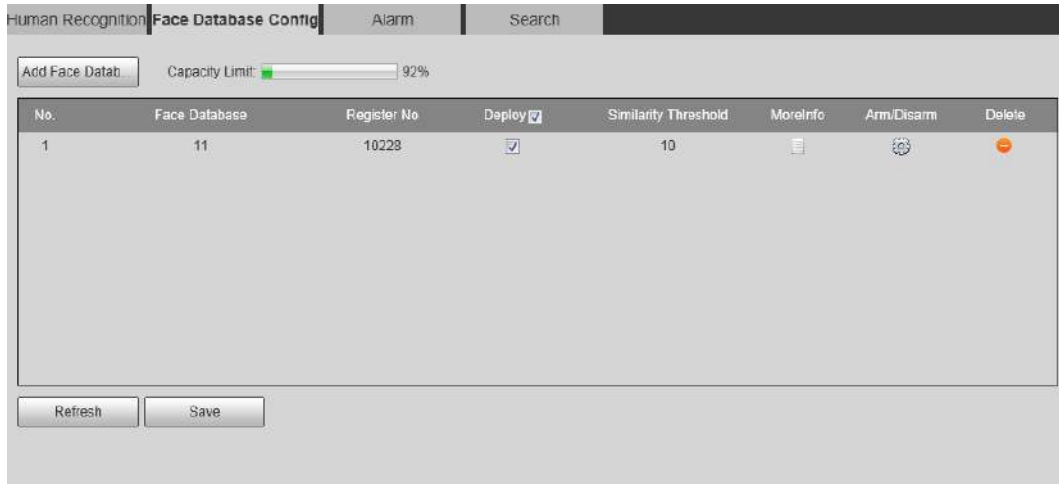 Human Recognition Face Database Config Alarm Search
Add Face Datab... Capacity Limit: 92%
No. Face Database Register No Deploy Similarity Threshold MoreInfo Arm/Disarm Delete
1 11 10228 10
Refresh Save